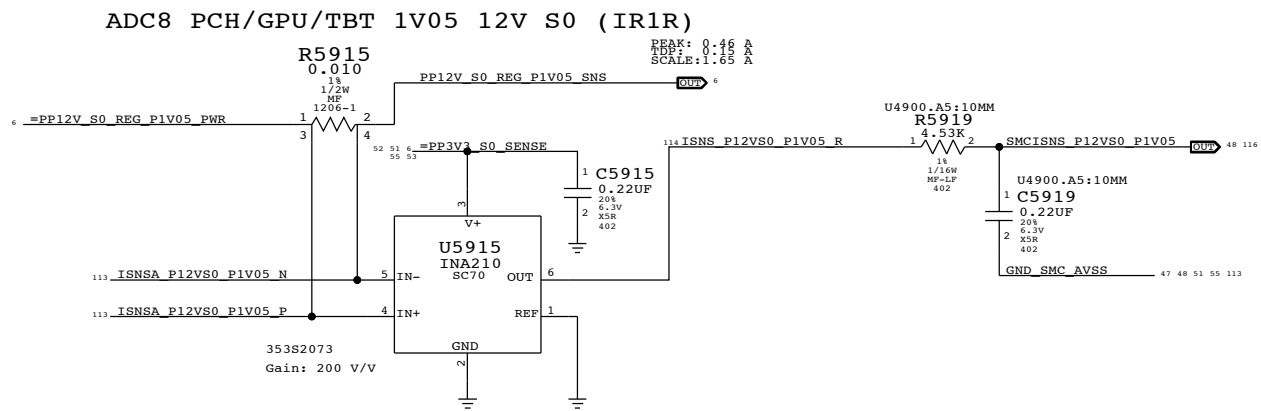 ADC8 PCH/GPU/TBT 1V05 12V S0 (IR1R)
PEAK: 0.46 A
TDP: 0.15 A
SCALE:1.65 A
R5915
0.010
1%
1/2W
MF
1206-1
PP12V_S0_REG_P1V05_SNS
OUT
6
6
=PP12V_S0_REG_P1V05_PWR
1
2
3
4
52 51 6
55 53
=PP3V3_S0_SENSE
1
C5915
0.22UF
20%
6.3V
X5R
402
2
3
V+
U5915
INA210
SC70
113
ISNSA_P12VS0_P1V05_N
5
IN-
OUT
6
113
ISNSA_P12VS0_P1V05_P
4
IN+
REF
1
GND
2
353S2073
Gain: 200 V/V
114
ISNS_P12VS0_P1V05_R
U4900.A5:10MM
R5919
4.53K
1
2
1%
1/16W
MF-LF
402
SMCISNS_P12VS0_P1V05
OUT
48 116
U4900.A5:10MM
1
C5919
0.22UF
20%
6.3V
X5R
402
2
GND_SMC_AVSS
47 48 51 55 113